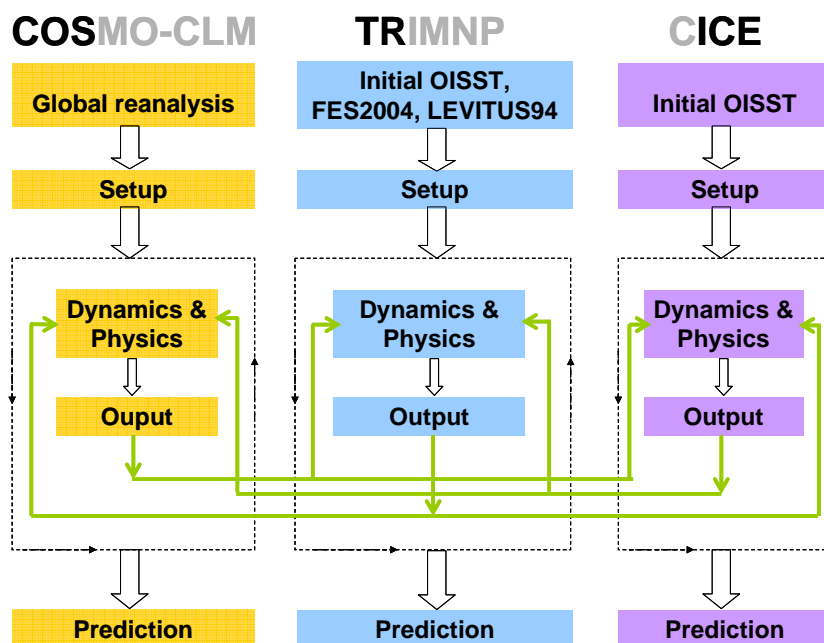 COSMO-CLM
TRIMNP
CICE
Global reanalysis
Initial OISST,
FES2004, LEVITUS94
Initial OISST
Setup
Setup
Setup
Dynamics &
Physics
Dynamics &
Physics
Dynamics &
Physics
Ouput
Output
Output
Prediction
Prediction
Prediction